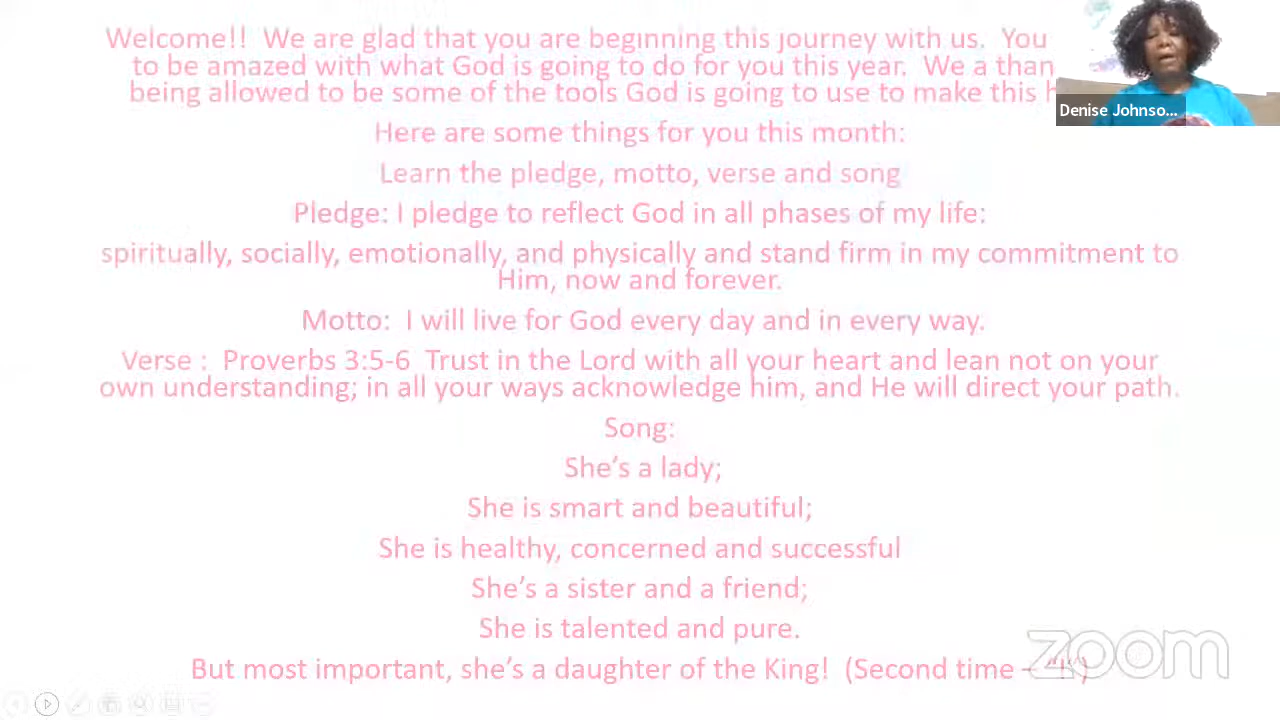 Welcome!! We are glad that you are beginning this journey with us. You
to be amazed with what God is going to do for you this year. We a than
being allowed to be some of the tools God is going to use to make this h
Denise Johnso...
Here are some things for you this month:
Learn the pledge, motto, verse and song
Pledge: I pledge to reflect God in all phases of my life:
spiritually, socially, emotionally, and physically and stand firm in my commitment to
Him, now and forever.
Motto: I will live for God every day and in every way.
Verse : Proverbs 3:5-6 Trust in the Lord with all your heart and lean not on your
own understanding; in all your ways acknowledge him, and He will direct your path.
Song:
She's a lady;
She is smart and beautiful;
She is healthy, concerned and successful
She's a sister and a friend;
She is talented and pure.
But most important, she's a daughter of the King! (Second time –
zoom